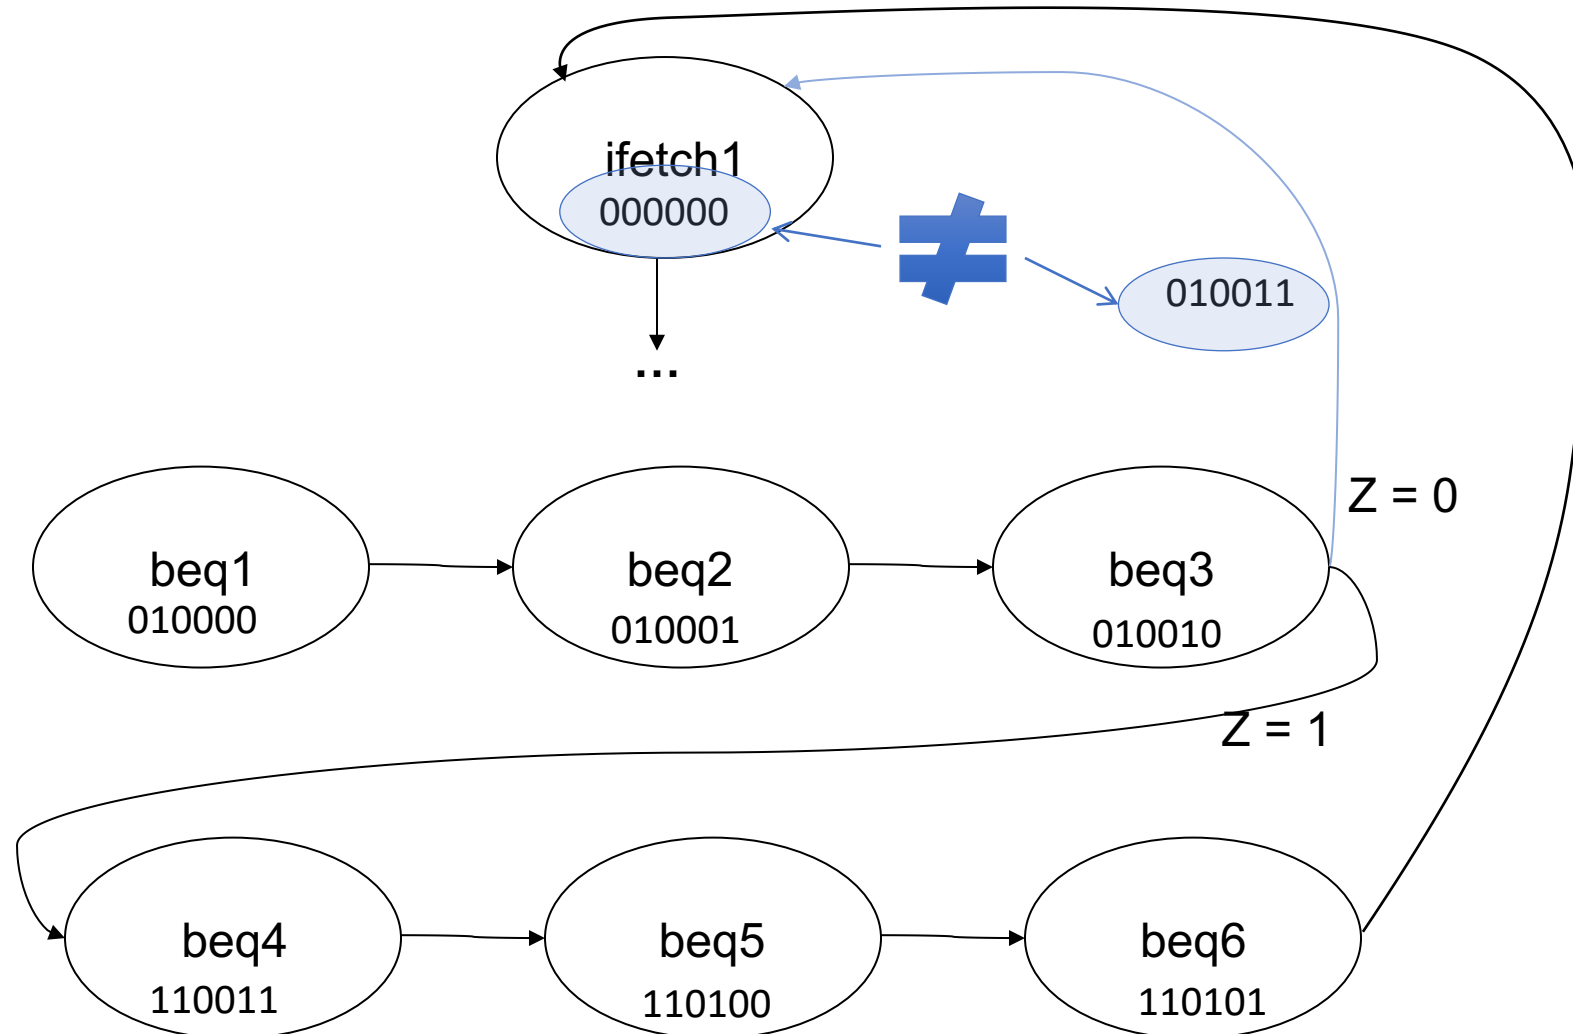 ifetch1
000000
≠
010011
...
Z = 0
beq1
010000
beq2
010001
beq3
010010
Z = 1
beq4
110011
beq5
110100
beq6
110101